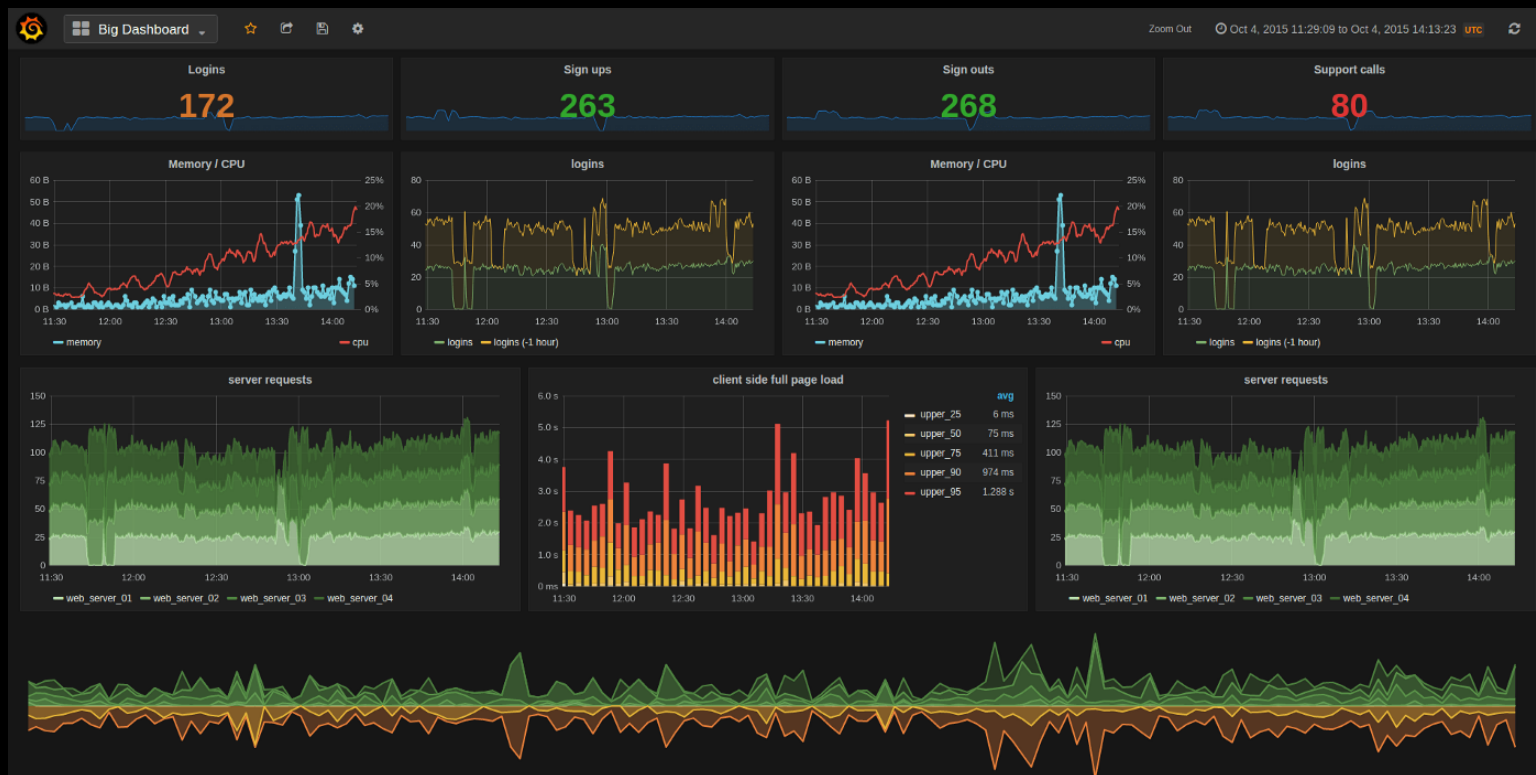 Big Dashboard
Zoom Out Oct 4, 2015 11:29:09 to Oct 4, 2015 14:13:23 UTC
Logins
172
Sign ups
263
Sign outs
268
Support calls
80
Memory / CPU
60 B
50 B
40 B
30 B
20 B
10 B
0 B
25%
20%
15%
10%
5%
0%
11:30 12:00 12:30 13:00 13:30 14:00
memory cpu
logins
80
60
40
20
0
11:30 12:00 12:30 13:00 13:30 14:00
logins logins (-1 hour)
Memory / CPU
60 B
50 B
40 B
30 B
20 B
10 B
0 B
25%
20%
15%
10%
5%
0%
11:30 12:00 12:30 13:00 13:30 14:00
memory cpu
logins
80
60
40
20
0
11:30 12:00 12:30 13:00 13:30 14:00
logins logins (-1 hour)
server requests
150
125
100
75
50
25
0
11:30 12:00 12:30 13:00 13:30 14:00
web_server_01 web_server_02 web_server_03 web_server_04
client side full page load
6.0 s
5.0 s
4.0 s
3.0 s
2.0 s
1.0 s
0 ms
11:30 12:00 12:30 13:00 13:30 14:00
avg
upper_25 6 ms
upper_50 75 ms
upper_75 411 ms
upper_90 974 ms
upper_95 1.288 s
server requests
150
125
100
75
50
25
0
11:30 12:00 12:30 13:00 13:30 14:00
web_server_01 web_server_02 web_server_03 web_server_04